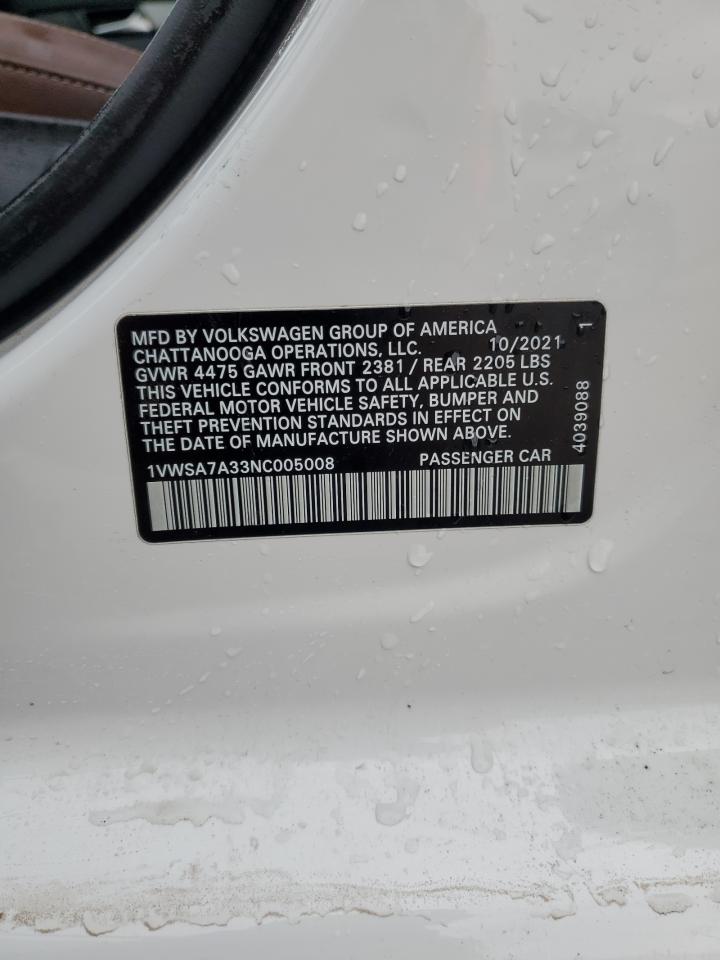 MFD BY VOLKSWAGEN GROUP OF AMERICA
CHATTANOOGA OPERATIONS, LLC. 10/2021 1
GVWR 4475 GAWR FRONT 2381 / REAR 2205 LBS
THIS VEHICLE CONFORMS TO ALL APPLICABLE U.S.
FEDERAL MOTOR VEHICLE SAFETY, BUMPER AND
THEFT PREVENTION STANDARDS IN EFFECT ON
THE DATE OF MANUFACTURE SHOWN ABOVE.
4039088
1VWSA7A33NC005008 PASSENGER CAR